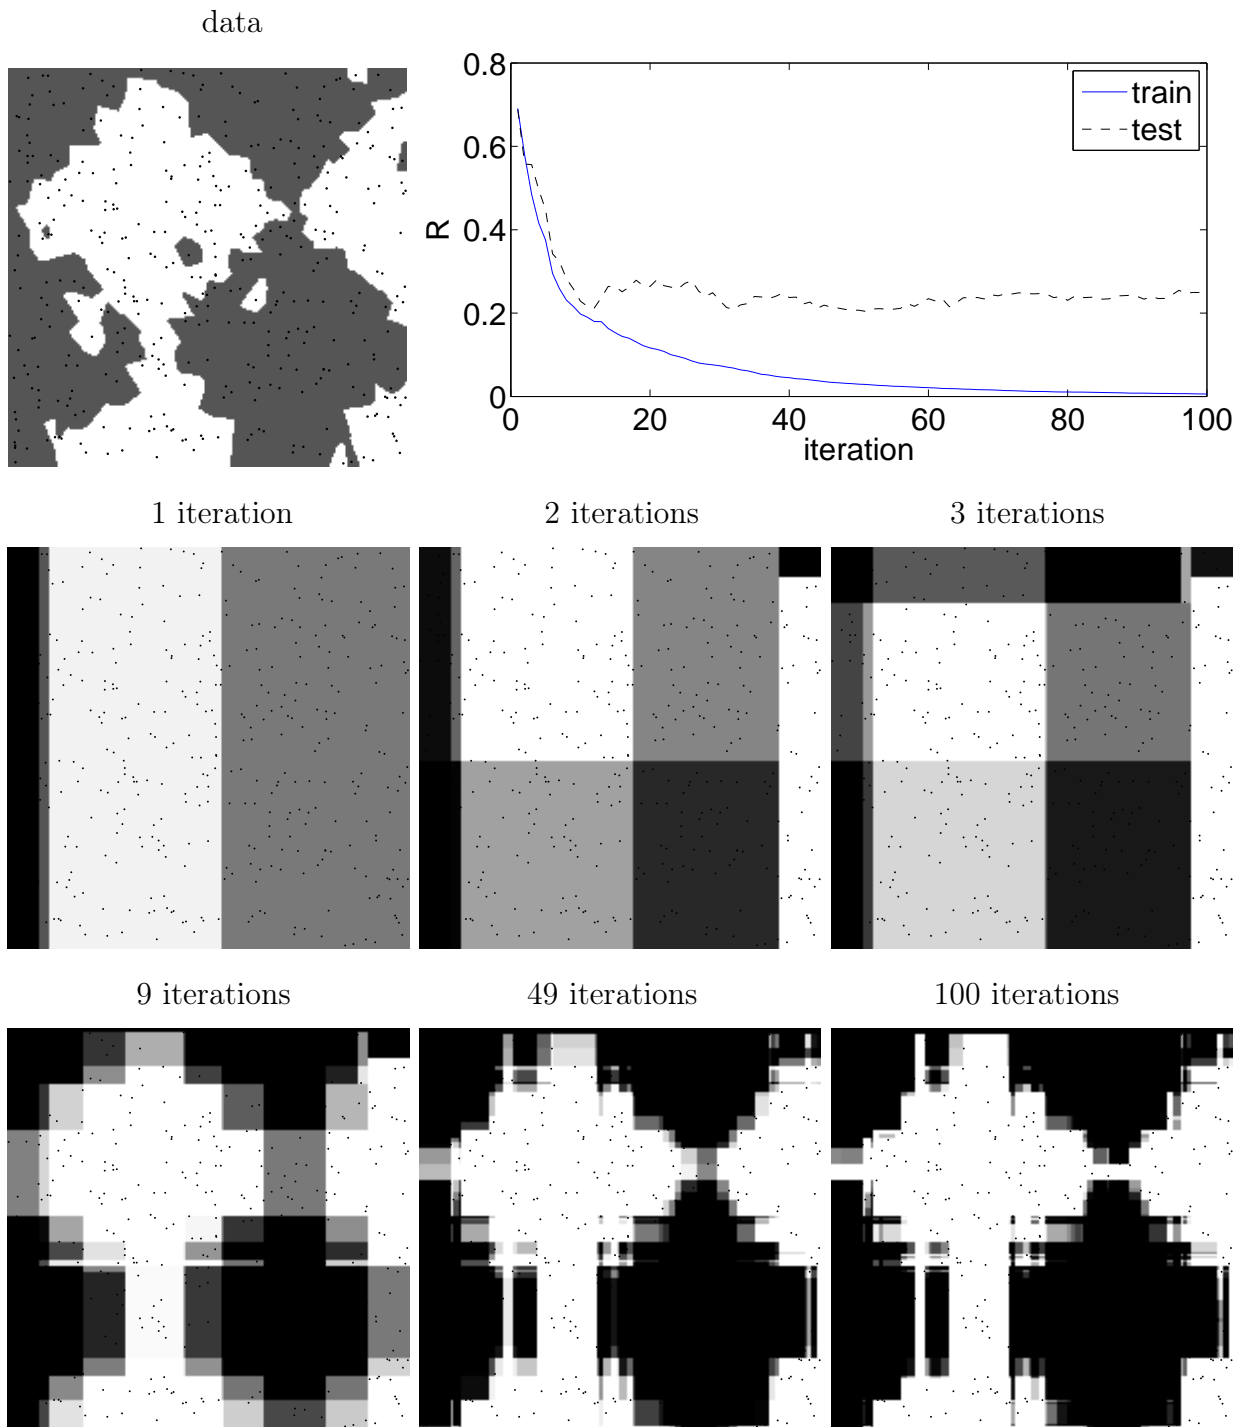 data
0.8
train
test
0.6
R
0.4
0.2
0
0 20 40 60 80 100
iteration
1 iteration 2 iterations 3 iterations
9 iterations 49 iterations 100 iterations